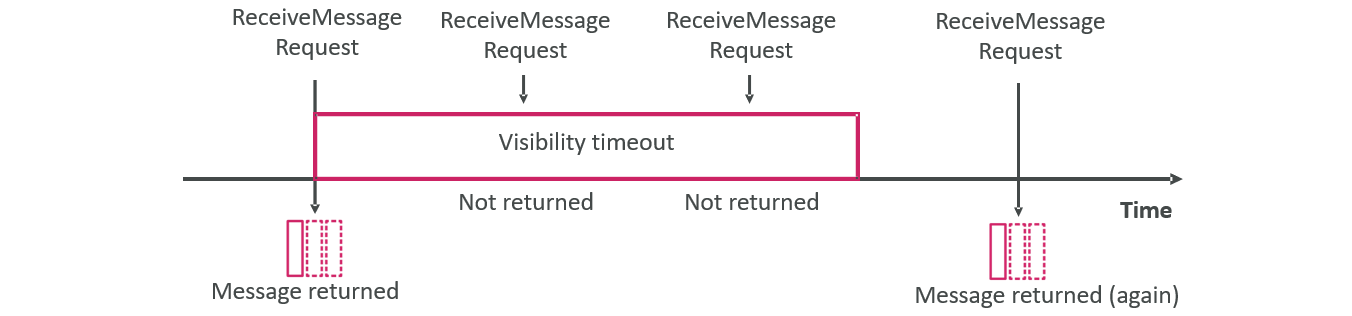 ReceiveMessage
Request
ReceiveMessage
Request
ReceiveMessage
Request
ReceiveMessage
Request
Visibility timeout
Not returned
Not returned
Time
Message returned
Message returned (again)